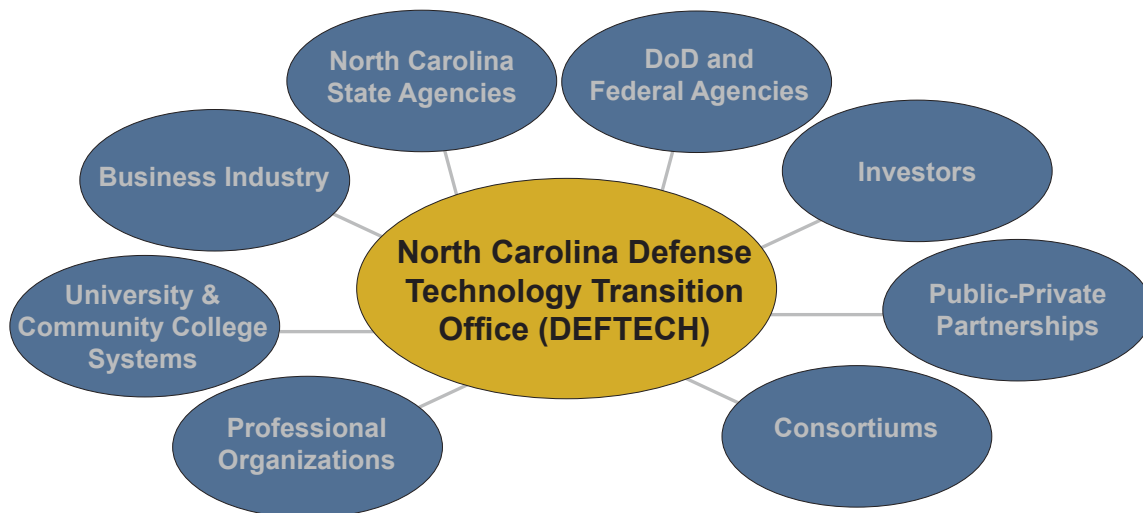 North Carolina
State Agencies
DoD and
Federal Agencies
Business Industry
Investors
North Carolina Defense
Technology Transition
Office (DEFTECH)
University &
Community College
Systems
Public-Private
Partnerships
Professional
Organizations
Consortiums